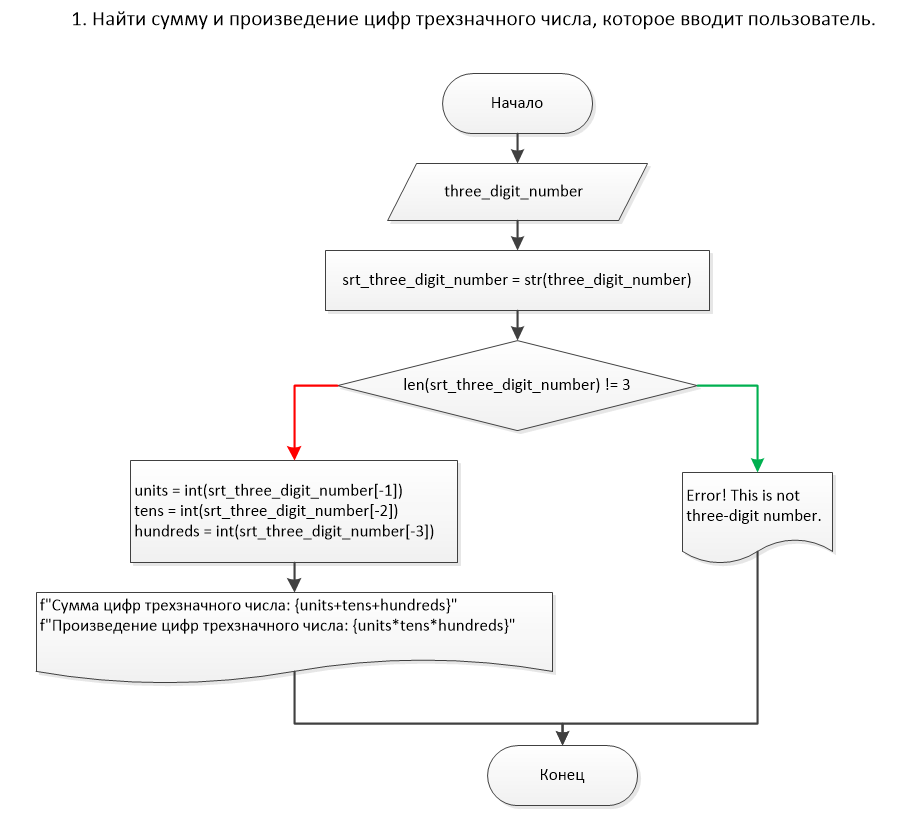 1. Найти сумму и произведение цифр трехзначного числа, которое вводит пользователь.
Начало
three_digit_number
srt_three_digit_number = str(three_digit_number)
len(srt_three_digit_number) != 3
units = int(srt_three_digit_number[-1])
tens = int(srt_three_digit_number[-2])
hundreds = int(srt_three_digit_number[-3])
Error! This is not
three-digit number.
f"Сумма цифр трехзначного числа: {units+tens+hundreds}"
f"Произведение цифр трехзначного числа: {units*tens*hundreds}"
Конец